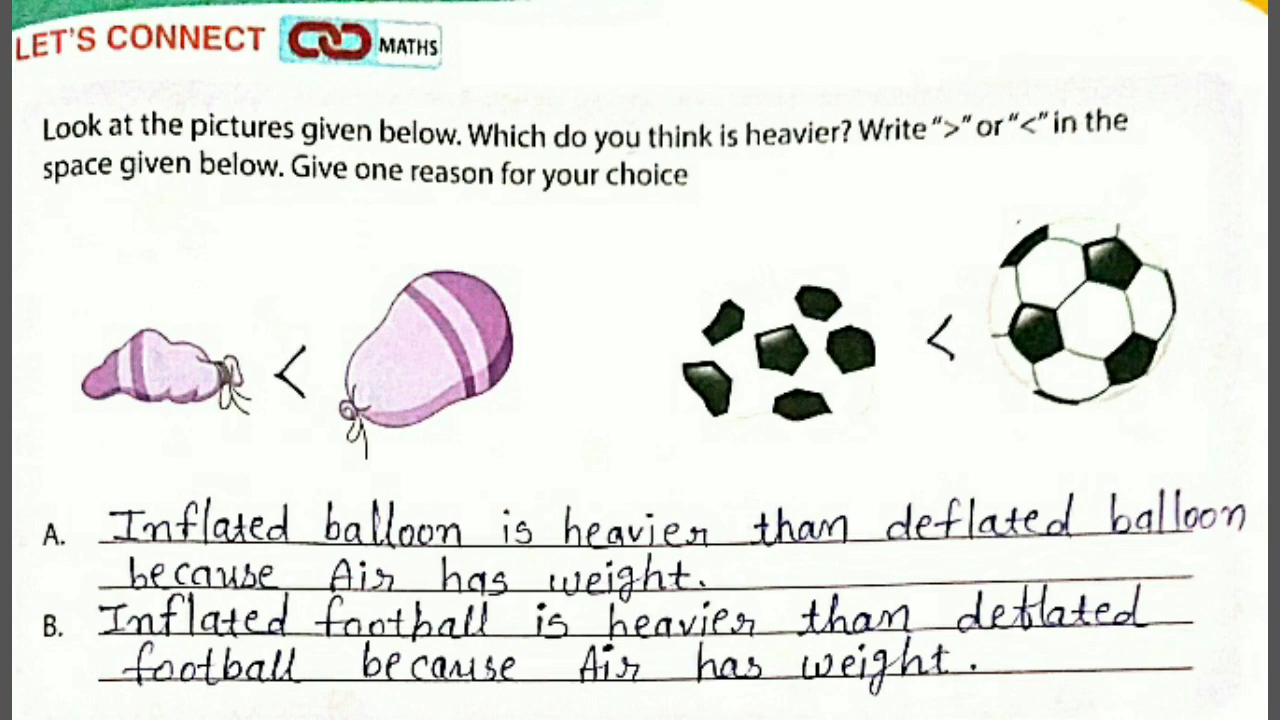 LET'S CONNECT MATHS
Look at the pictures given below. Which do you think is heavier? Write ">" or "<" in the
space given below. Give one reason for your choice
< <
A. Inflated balloon is heavier than deflated balloon
because Air has weight.
B. Inflated football is heavier than deflated
football because Air has weight.